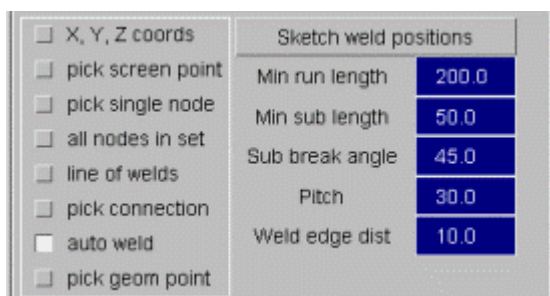 X, Y, Z coords
pick screen point
pick single node
all nodes in set
line of welds
pick connection
auto weld
pick geom point
Sketch weld positions
Min run length 200.0
Min sub length 50.0
Sub break angle 45.0
Pitch 30.0
Weld edge dist 10.0